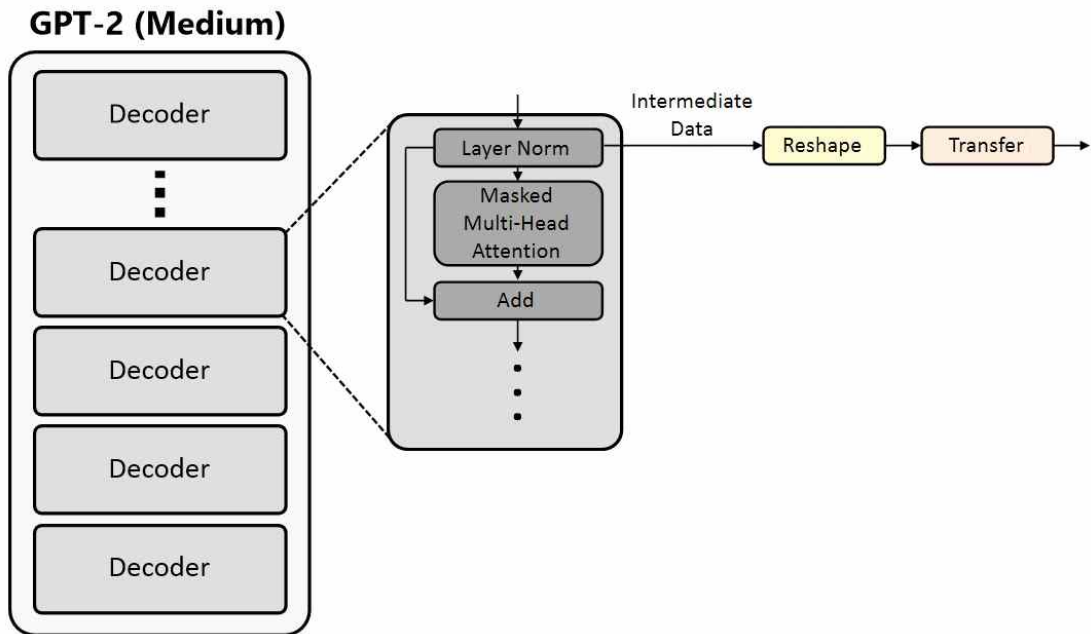 GPT-2 (Medium)
Decoder
Decoder
Decoder
Decoder
Decoder
Layer Norm
Masked
Multi-Head
Attention
Add
Intermediate
Data
Reshape
Transfer